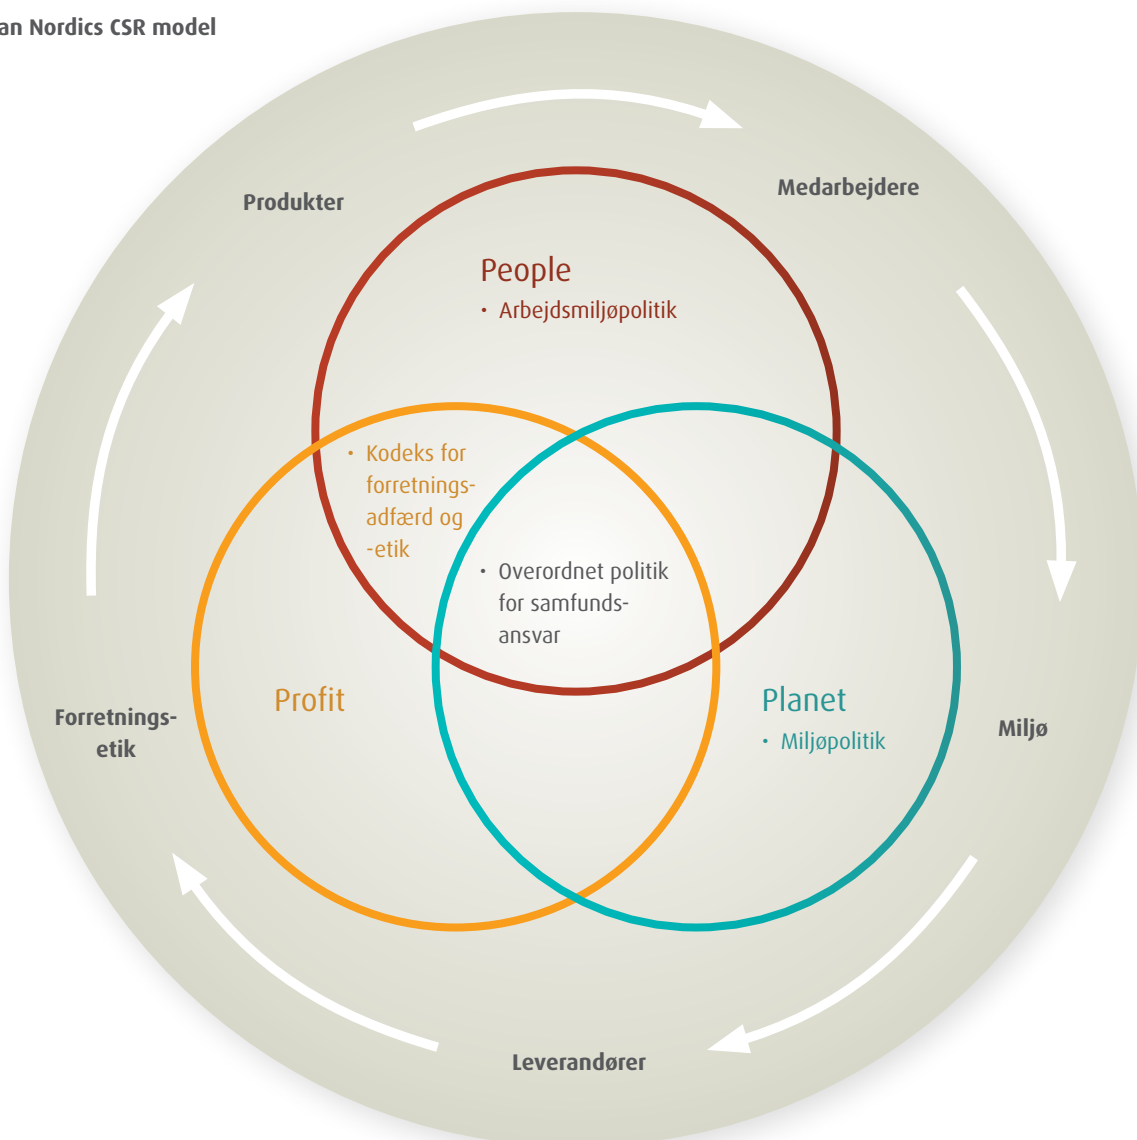 an Nordics CSR model
Medarbejdere
Produkter
People
• Arbejdsmiljøpolitik
• Kodeks for
forretnings-
adfærd og
-etik
• Overordnet politik
for samfunds-
ansvar
Profit
Planet
• Miljøpolitik
Forretnings-
etik
Miljø
Leverandører